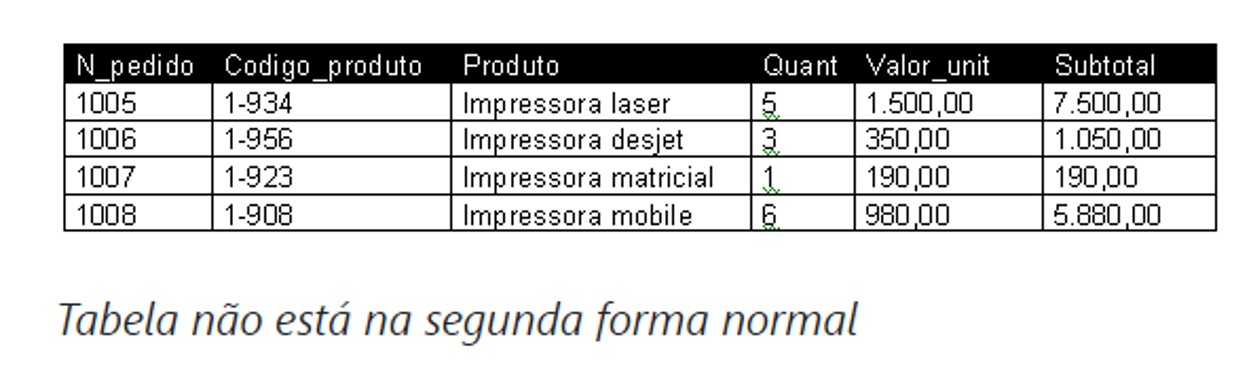 N_pedido Codigo_produto Produto Quant Valor_unit Subtotal
1005 1-934 Impressora laser 5 1.500,00 7.500,00
1006 1-956 Impressora desjet 3 350,00 1.050,00
1007 1-923 Impressora matricial 1 190,00 190,00
1008 1-908 Impressora mobile 6 980,00 5.880,00
Tabela não está na segunda forma normal